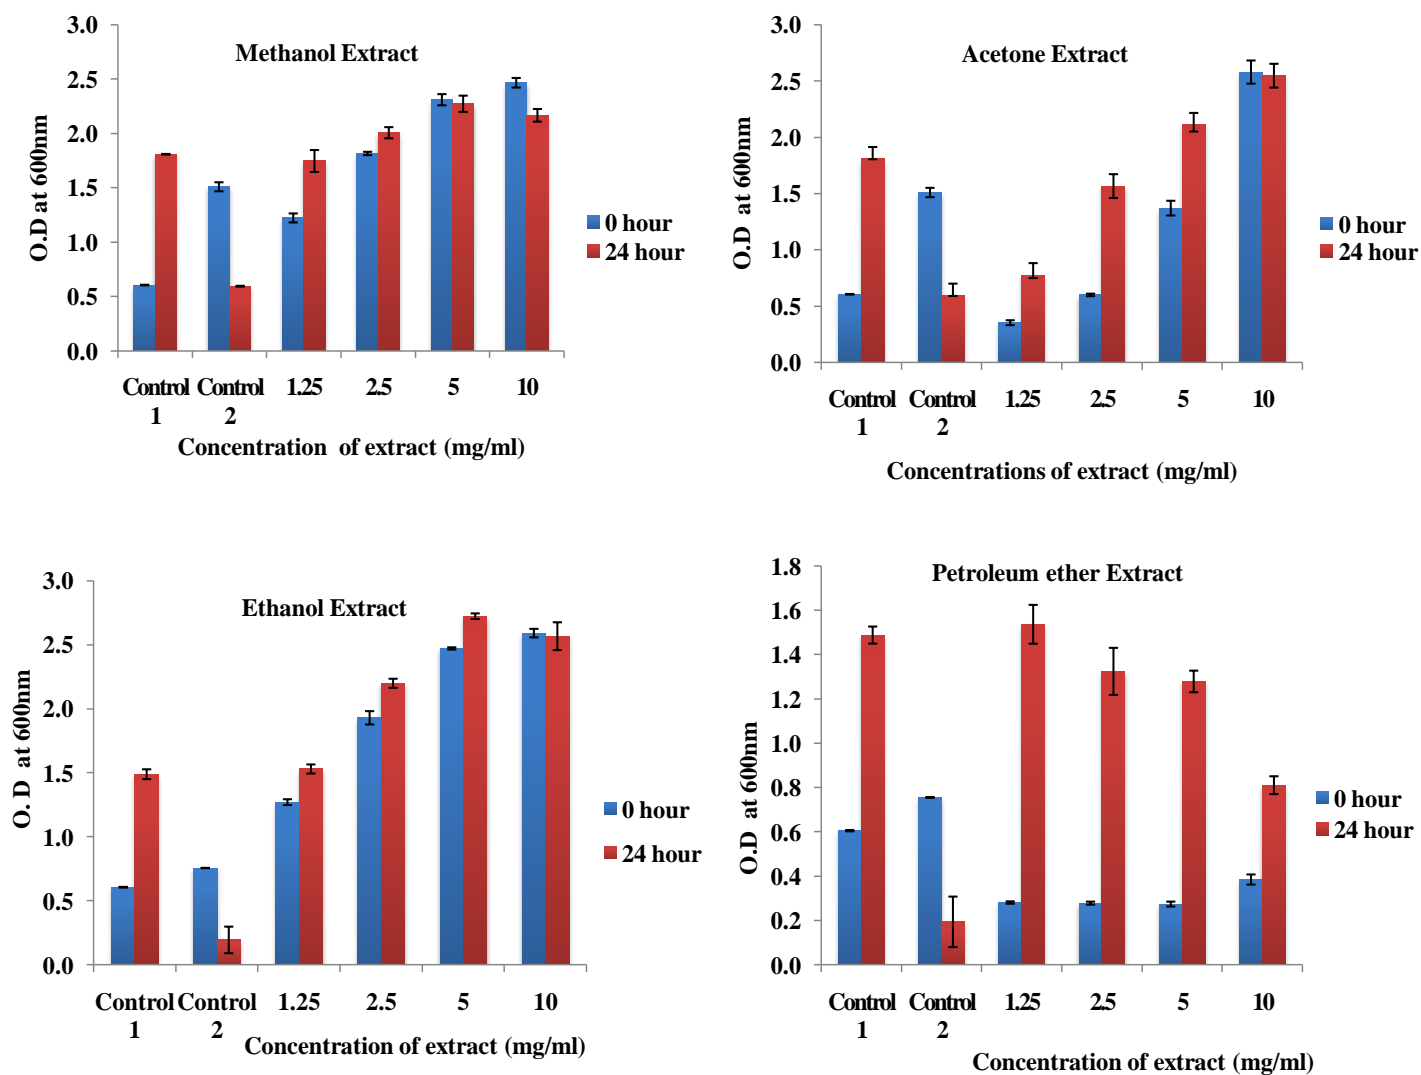 Methanol Extract
O.D at 600nm
3.0
2.5
2.0
1.5
1.0
0.5
0.0
Control Control 1.25 2.5 5 10
1 2
Concentration of extract (mg/ml)
0 hour
24 hour
Acetone Extract
O.D at 600nm
3.0
2.5
2.0
1.5
1.0
0.5
0.0
Control Control 1.25 2.5 5 10
1 2
Concentrations of extract (mg/ml)
0 hour
24 hour
Ethanol Extract
O. D at 600nm
3.0
2.5
2.0
1.5
1.0
0.5
0.0
Control Control 1.25 2.5 5 10
1 2
Concentration of extract (mg/ml)
0 hour
24 hour
Petroleum ether Extract
O.D at 600nm
1.8
1.6
1.4
1.2
1.0
0.8
0.6
0.4
0.2
0.0
Control Control 1.25 2.5 5 10
1 2
Concentration of extract (mg/ml)
0 hour
24 hour